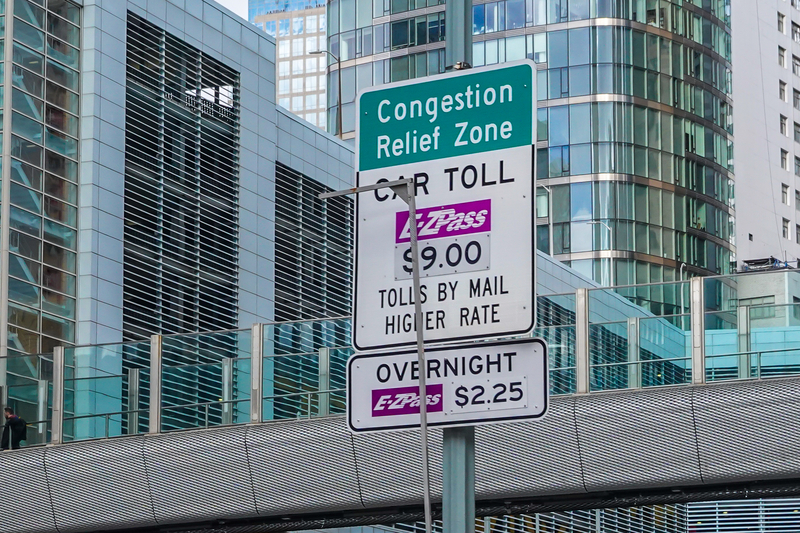 Congestion
Relief Zone
CAR TOLL
E-ZPass
$9.00
TOLLS BY MAIL
HIGHER RATE
OVERNIGHT
E-ZPass $2.25